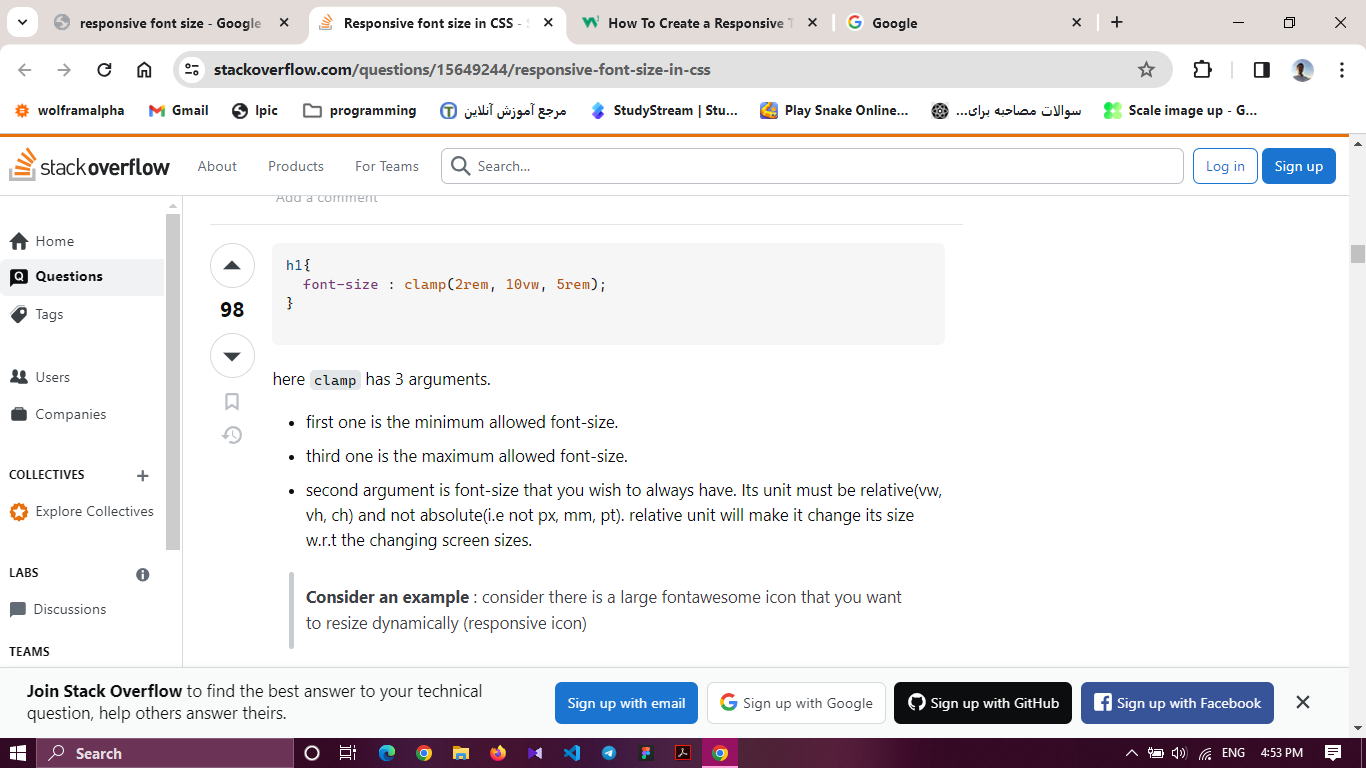 responsive font size - Google
Responsive font size in CSS - S
How To Create a Responsive T
Google
stackoverflow.com/questions/15649244/responsive-font-size-in-css
wolframalpha
Gmail
lpic
programming
مرجع آموزش آنلاین
StudyStream | Stu...
Play Snake Online...
سوالات مصاحبه برای...
Scale image up - G...
stack overflow
About
Products
For Teams
Search...
Log in
Sign up
Home
Questions
Tags
Users
Companies
COLLECTIVES
Explore Collectives
LABS
Discussions
TEAMS
Add a comment
98
h1{
font-size : clamp(2rem, 10vw, 5rem);
}
here clamp has 3 arguments.
• first one is the minimum allowed font-size.
• third one is the maximum allowed font-size.
• second argument is font-size that you wish to always have. Its unit must be relative(vw,
vh, ch) and not absolute(i.e not px, mm, pt). relative unit will make it change its size
w.r.t the changing screen sizes.
Consider an example : consider there is a large fontawesome icon that you want
to resize dynamically (responsive icon)
Join Stack Overflow to find the best answer to your technical
question, help others answer theirs.
Sign up with email
Sign up with Google
Sign up with GitHub
Sign up with Facebook
Search
ENG
4:53 PM